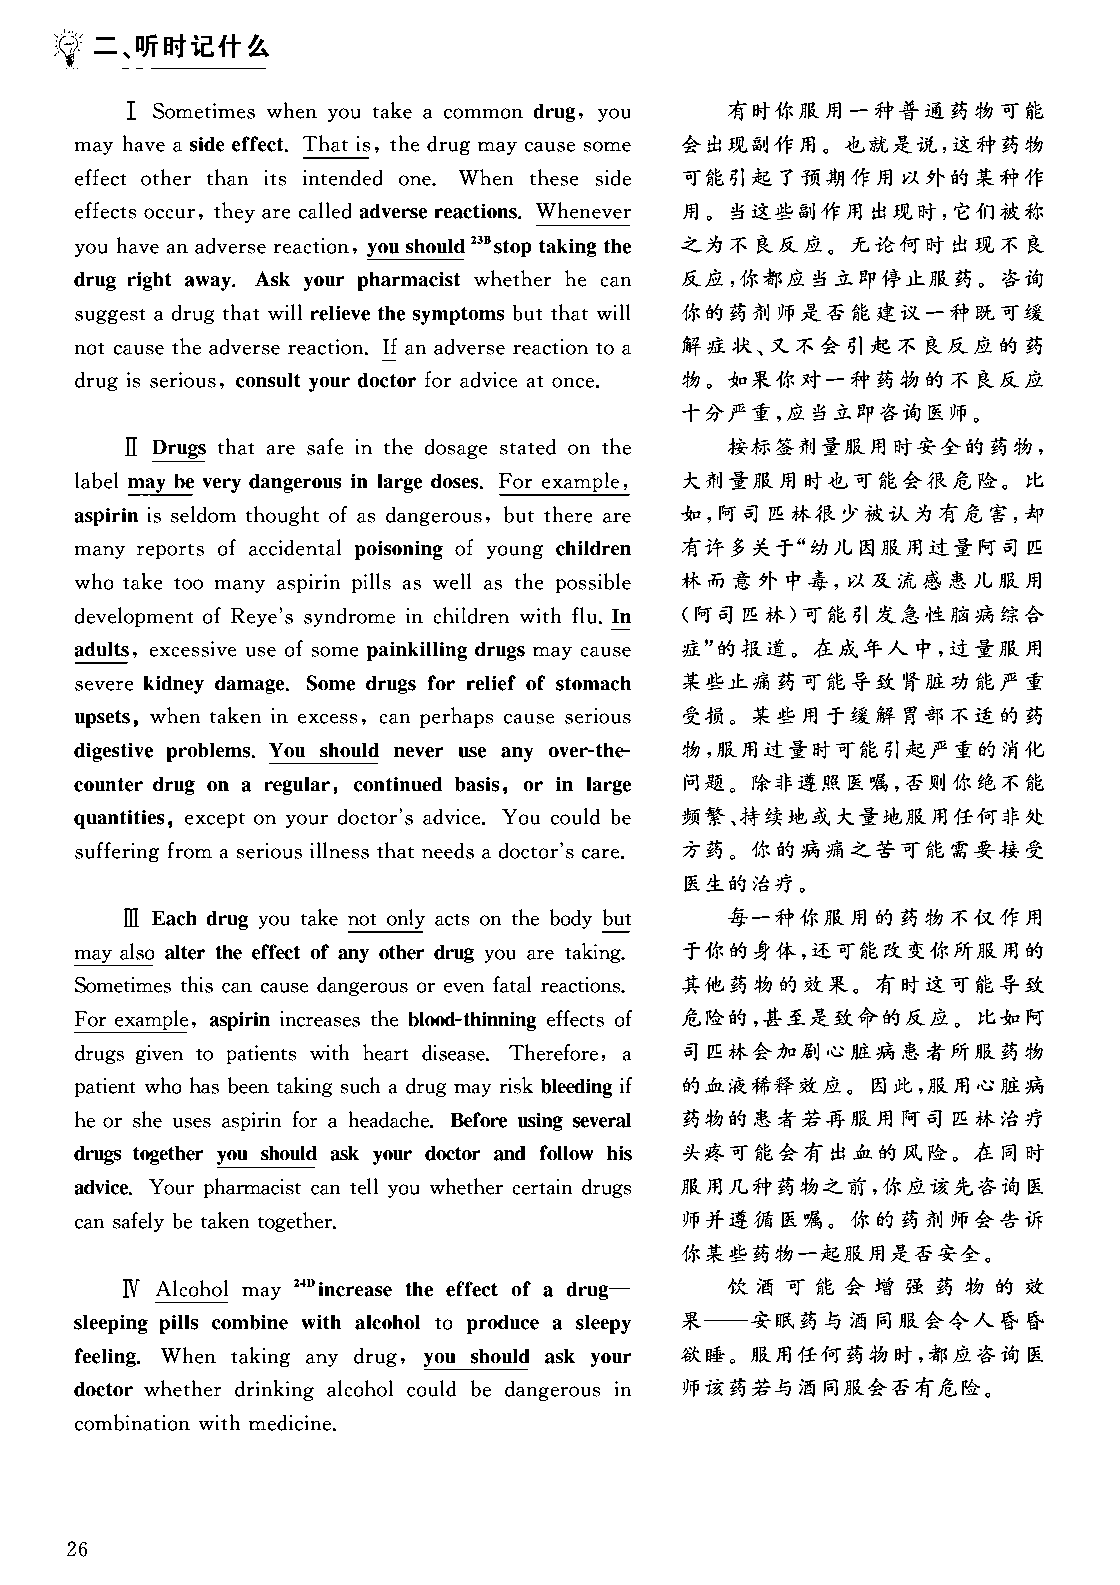 二、听时记什么
Ⅰ Sometimes when you take a common drug, you
may have a side effect. That is, the drug may cause some
effect other than its intended one. When these side
effects occur, they are called adverse reactions. Whenever
you have an adverse reaction, you should 23B stop taking the
drug right away. Ask your pharmacist whether he can
suggest a drug that will relieve the symptoms but that will
not cause the adverse reaction. If an adverse reaction to a
drug is serious, consult your doctor for advice at once.
Ⅱ Drugs that are safe in the dosage stated on the
label may be very dangerous in large doses. For example,
aspirin is seldom thought of as dangerous, but there are
many reports of accidental poisoning of young children
who take too many aspirin pills as well as the possible
development of Reye's syndrome in children with flu. In
adults, excessive use of some painkilling drugs may cause
severe kidney damage. Some drugs for relief of stomach
upsets, when taken in excess, can perhaps cause serious
digestive problems. You should never use any over-the-
counter drug on a regular, continued basis, or in large
quantities, except on your doctor's advice. You could be
suffering from a serious illness that needs a doctor's care.
Ⅲ Each drug you take not only acts on the body but
may also alter the effect of any other drug you are taking.
Sometimes this can cause dangerous or even fatal reactions.
For example, aspirin increases the blood-thinning effects of
drugs given to patients with heart disease. Therefore, a
patient who has been taking such a drug may risk bleeding if
he or she uses aspirin for a headache. Before using several
drugs together you should ask your doctor and follow his
advice. Your pharmacist can tell you whether certain drugs
can safely be taken together.
Ⅳ Alcohol may 24D increase the effect of a drug—
sleeping pills combine with alcohol to produce a sleepy
feeling. When taking any drug, you should ask your
doctor whether drinking alcohol could be dangerous in
combination with medicine.
有时你服用一种普通药物可能
会出现副作用。也就是说,这种药物
可能引起了预期作用以外的某种作
用。当这些副作用出现时,它们被称
之为不良反应。无论何时出现不良
反应,你都应当立即停止服药。咨询
你的药剂师是否能建议一种既可缓
解症状、又不会引起不良反应的药
物。如果你对一种药物的不良反应
十分严重,应当立即咨询医师。
按标签剂量服用时安全的药物,
大剂量服用时也可能会很危险。比
如,阿司匹林很少被认为有危害,却
有许多关于“幼儿因服用过量阿司匹
林而意外中毒,以及流感患儿服用
(阿司匹林)可能引发急性脑病综合
症”的报道。在成年人中,过量服用
某些止痛药可能导致肾脏功能严重
受损。某些用于缓解胃部不适的药
物,服用过量时可能引起严重的消化
问题。除非遵照医嘱,否则你绝不能
频繁、持续地或大量地服用任何非处
方药。你的病痛之苦可能需要接受
医生的治疗。
每一种你服用的药物不仅作用
于你的身体,还可能改变你所服用的
其他药物的效果。有时这可能导致
危险的,甚至是致命的反应。比如阿
司匹林会加剧心脏病患者所服药物
的血液稀释效应。因此,服用心脏病
药物的患者若再服用阿司匹林治疗
头疼可能会有出血的风险。在同时
服用几种药物之前,你应该先咨询医
师并遵循医嘱。你的药剂师会告诉
你某些药物一起服用是否安全。
饮酒可能会增强药物的效
果——安眠药与酒同服会令人昏昏
欲睡。服用任何药物时,都应咨询医
师该药若与酒同服会否有危险。
26